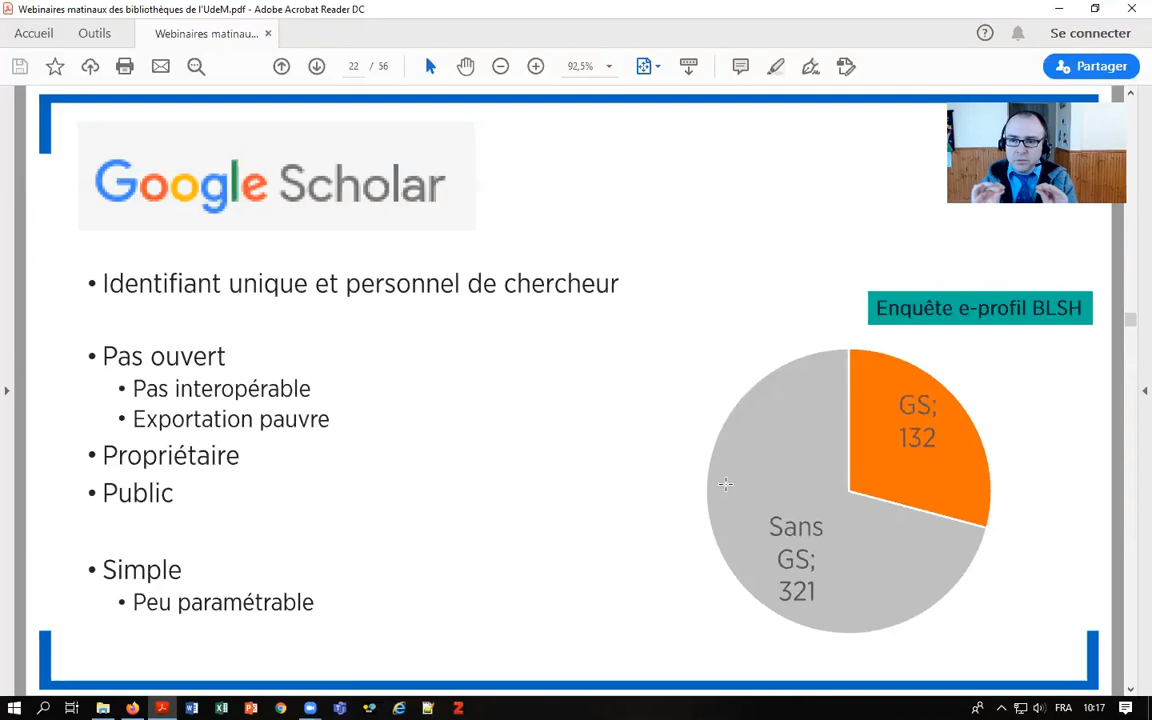 Webinaires matinaux des bibliothèques de l'UdeM.pdf - Adobe Acrobat Reader DC
Accueil
Outils
Webinaires matinau...
Se connecter
22 / 56
92,5%
Partager
Google Scholar
• Identifiant unique et personnel de chercheur
Enquête e-profil BLSH
• Pas ouvert
• Pas interopérable
• Exportation pauvre
• Propriétaire
• Public
• Simple
• Peu paramétrable
GS;
132
Sans
GS;
321
FRA
10:17